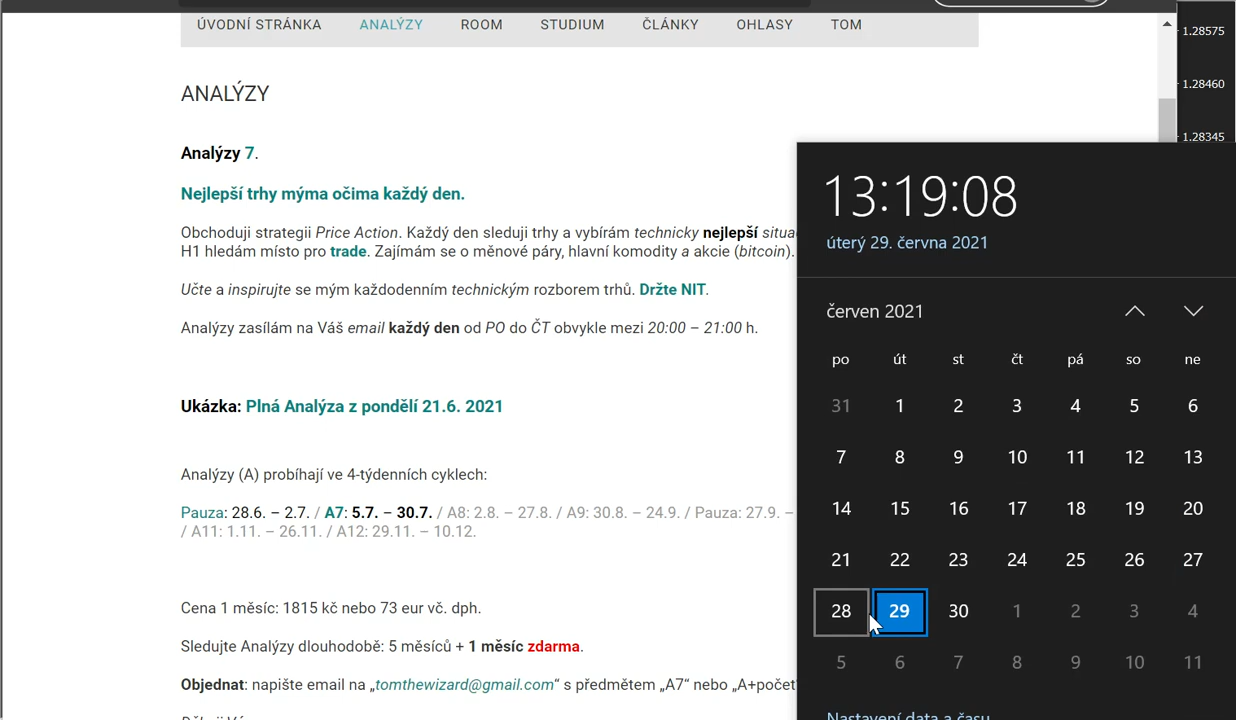 ÚVODNÍ STRÁNKA ANALÝZY ROOM STUDIUM ČLÁNKY OHLASY TOM
ANALÝZY
Analýzy 7.
Nejlepší trhy mýma očima každý den.
Obchoduji strategii Price Action. Každý den sleduji trhy a vybírám technicky nejlepší
H1 hledám místo pro trade. Zajímám se o měnové páry, hlavní komodity a akcie (bitcoin).
Učte a inspirujte se mým každodenním technickým rozborem trhů. Držte NIT.
Analýzy zasílám na Váš email každý den od PO do ČT obvykle mezi 20:00 – 21:00 h.
Ukázka: Plná Analýza z pondělí 21.6. 2021
Analýzy (A) probíhají ve 4-týdenních cyklech:
Pauza: 28.6. – 2.7. / A7: 5.7. – 30.7. / A8: 2.8. – 27.8. / A9: 30.8. – 24.9. / Pauza: 27.9. –
/ A11: 1.11. – 26.11. / A12: 29.11. – 10.12.
Cena 1 měsíc: 1815 kč nebo 73 eur vč. dph.
Sledujte Analýzy dlouhodobě: 5 měsíců + 1 měsíc zdarma.
Objednat: napište email na „tomthewizard@gmail.com“ s předmětem „A7“ nebo „A+počet
1.28575
1.28460
1.28345
13:19:08
úterý 29. června 2021
červen 2021
po út st čt pá so ne
31 1 2 3 4 5 6
7 8 9 10 11 12 13
14 15 16 17 18 19 20
21 22 23 24 25 26 27
28 29 30 1 2 3 4
5 6 7 8 9 10 11
Nastavení data a času